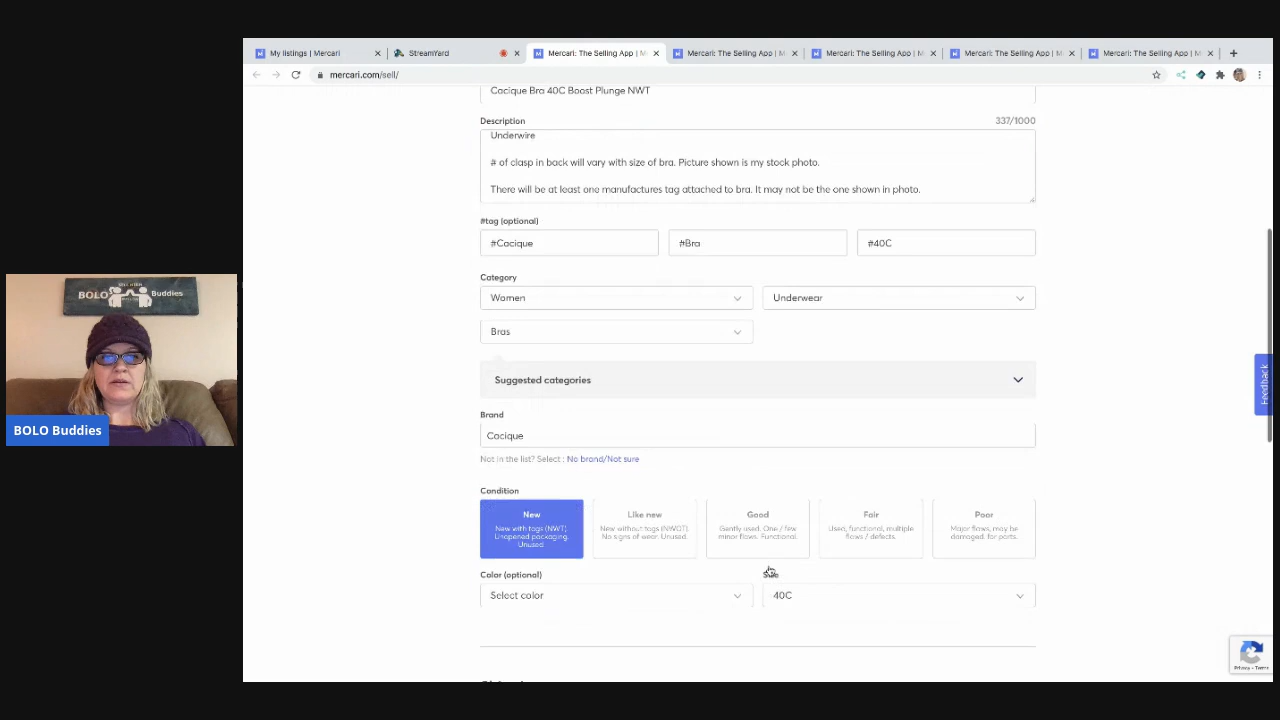 My listings | Mercari
StreamYard
Mercari: The Selling App | M
Mercari: The Selling App | M
Mercari: The Selling App | M
Mercari: The Selling App | M
Mercari: The Selling App | M
mercari.com/sell/
Cacique Bra 40C Boost Plunge NWT
Description
337/1000
Underwire
# of clasp in back will vary with size of bra. Picture shown is my stock photo.
There will be at least one manufactures tag attached to bra. It may not be the one shown in photo.
#tag (optional)
#Cacique
#Bra
#40C
Category
Women
Underwear
Bras
Suggested categories
Brand
Cacique
Not in the list? Select : No brand/Not sure
Condition
New
New with tags (NWT).
Unopened packaging.
Unused.
Like new
New without tags (NWOT).
No signs of wear. Unused.
Good
Gently used. One / few
minor flaws. Functional.
Fair
Used, functional, multiple
flaws / defects.
Poor
Major flaws, may be
damaged, for parts.
Color (optional)
Size
Select color
40C
Feedback
Privacy - Terms
BOLO
Buddies
BOLO Buddies